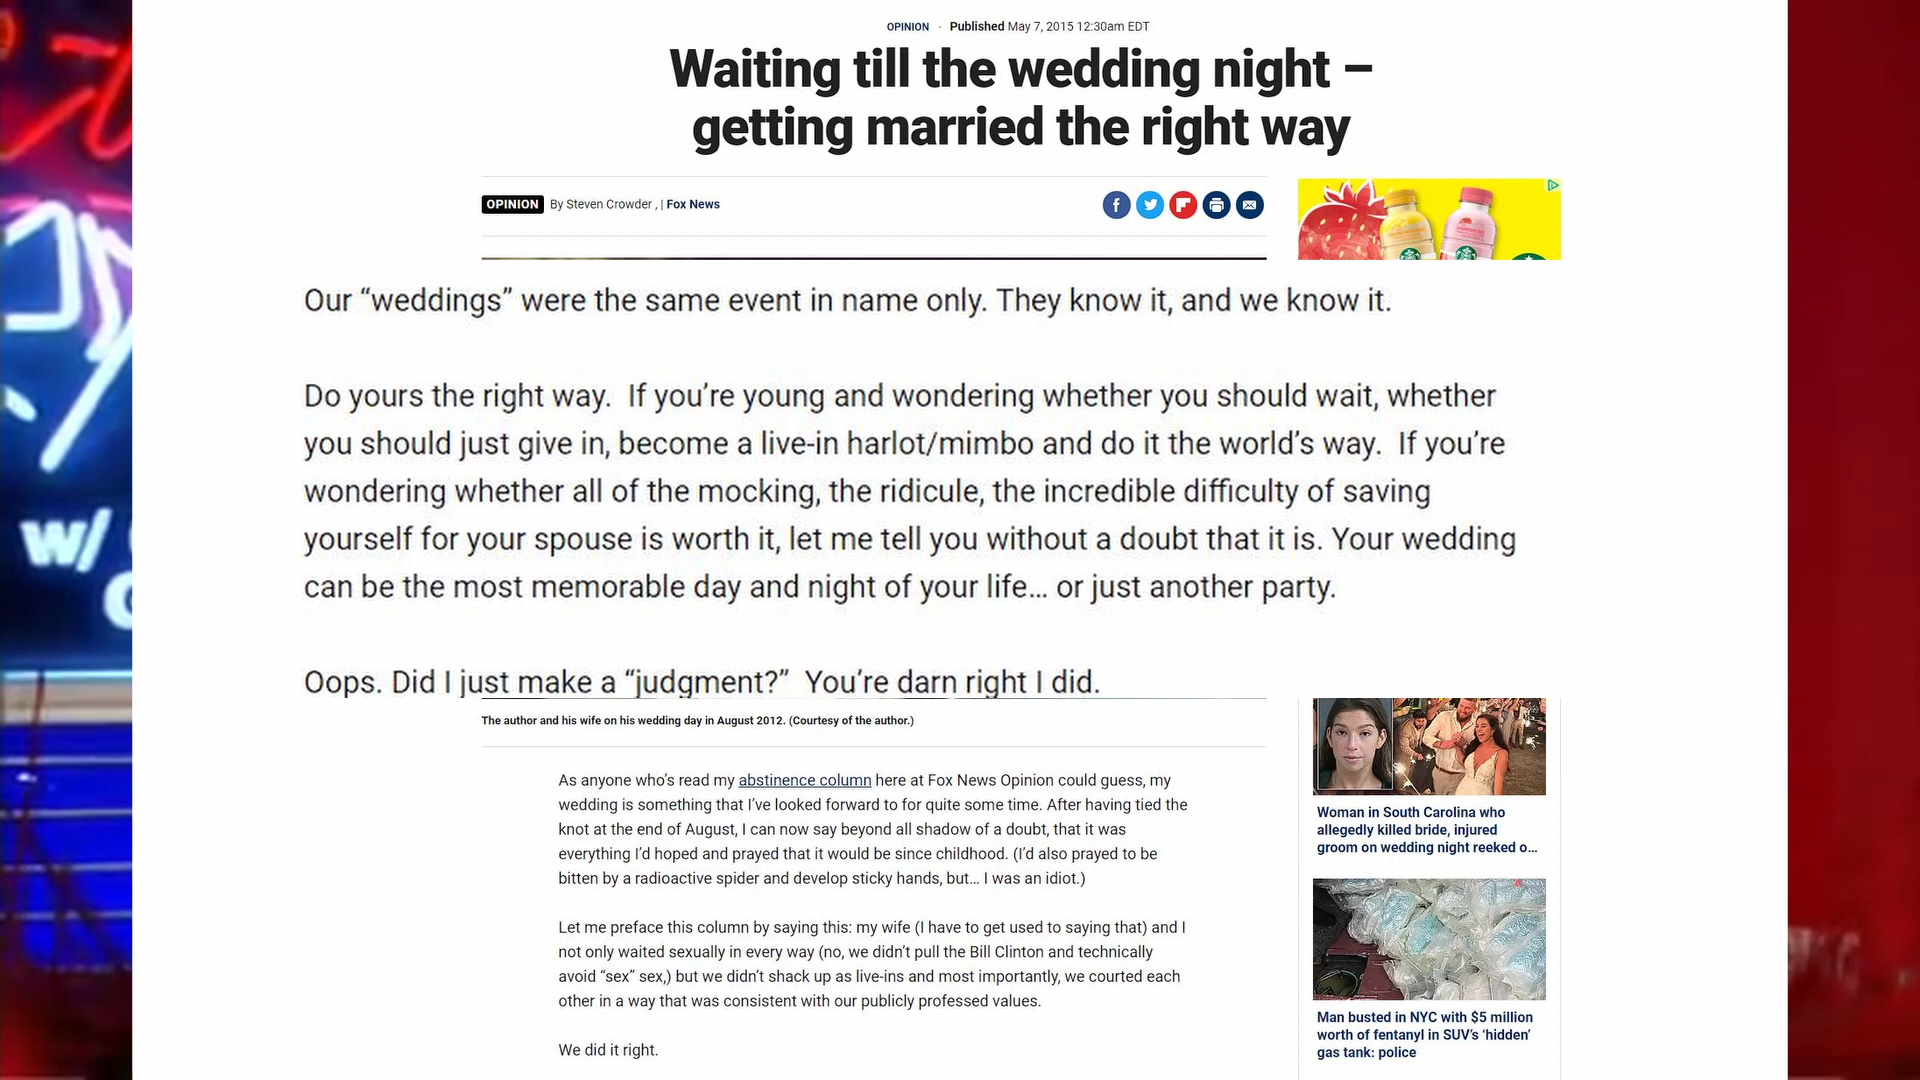 OPINION · Published May 7, 2015 12:30am EDT
Waiting till the wedding night –
getting married the right way
OPINION By Steven Crowder , | Fox News
Our “weddings” were the same event in name only. They know it, and we know it.
Do yours the right way. If you’re young and wondering whether you should wait, whether
you should just give in, become a live-in harlot/mimbo and do it the world’s way. If you’re
wondering whether all of the mocking, the ridicule, the incredible difficulty of saving
yourself for your spouse is worth it, let me tell you without a doubt that it is. Your wedding
can be the most memorable day and night of your life... or just another party.
Oops. Did I just make a “judgment?” You’re darn right I did.
The author and his wife on his wedding day in August 2012. (Courtesy of the author.)
As anyone who’s read my abstinence column here at Fox News Opinion could guess, my
wedding is something that I’ve looked forward to for quite some time. After having tied the
knot at the end of August, I can now say beyond all shadow of a doubt, that it was
everything I’d hoped and prayed that it would be since childhood. (I’d also prayed to be
bitten by a radioactive spider and develop sticky hands, but... I was an idiot.)
Let me preface this column by saying this: my wife (I have to get used to saying that) and I
not only waited sexually in every way (no, we didn’t pull the Bill Clinton and technically
avoid “sex” sex,) but we didn’t shack up as live-ins and most importantly, we courted each
other in a way that was consistent with our publicly professed values.
We did it right.
Woman in South Carolina who
allegedly killed bride, injured
groom on wedding night reeked o...
Man busted in NYC with $5 million
worth of fentanyl in SUV’s ‘hidden’
gas tank: police
w/